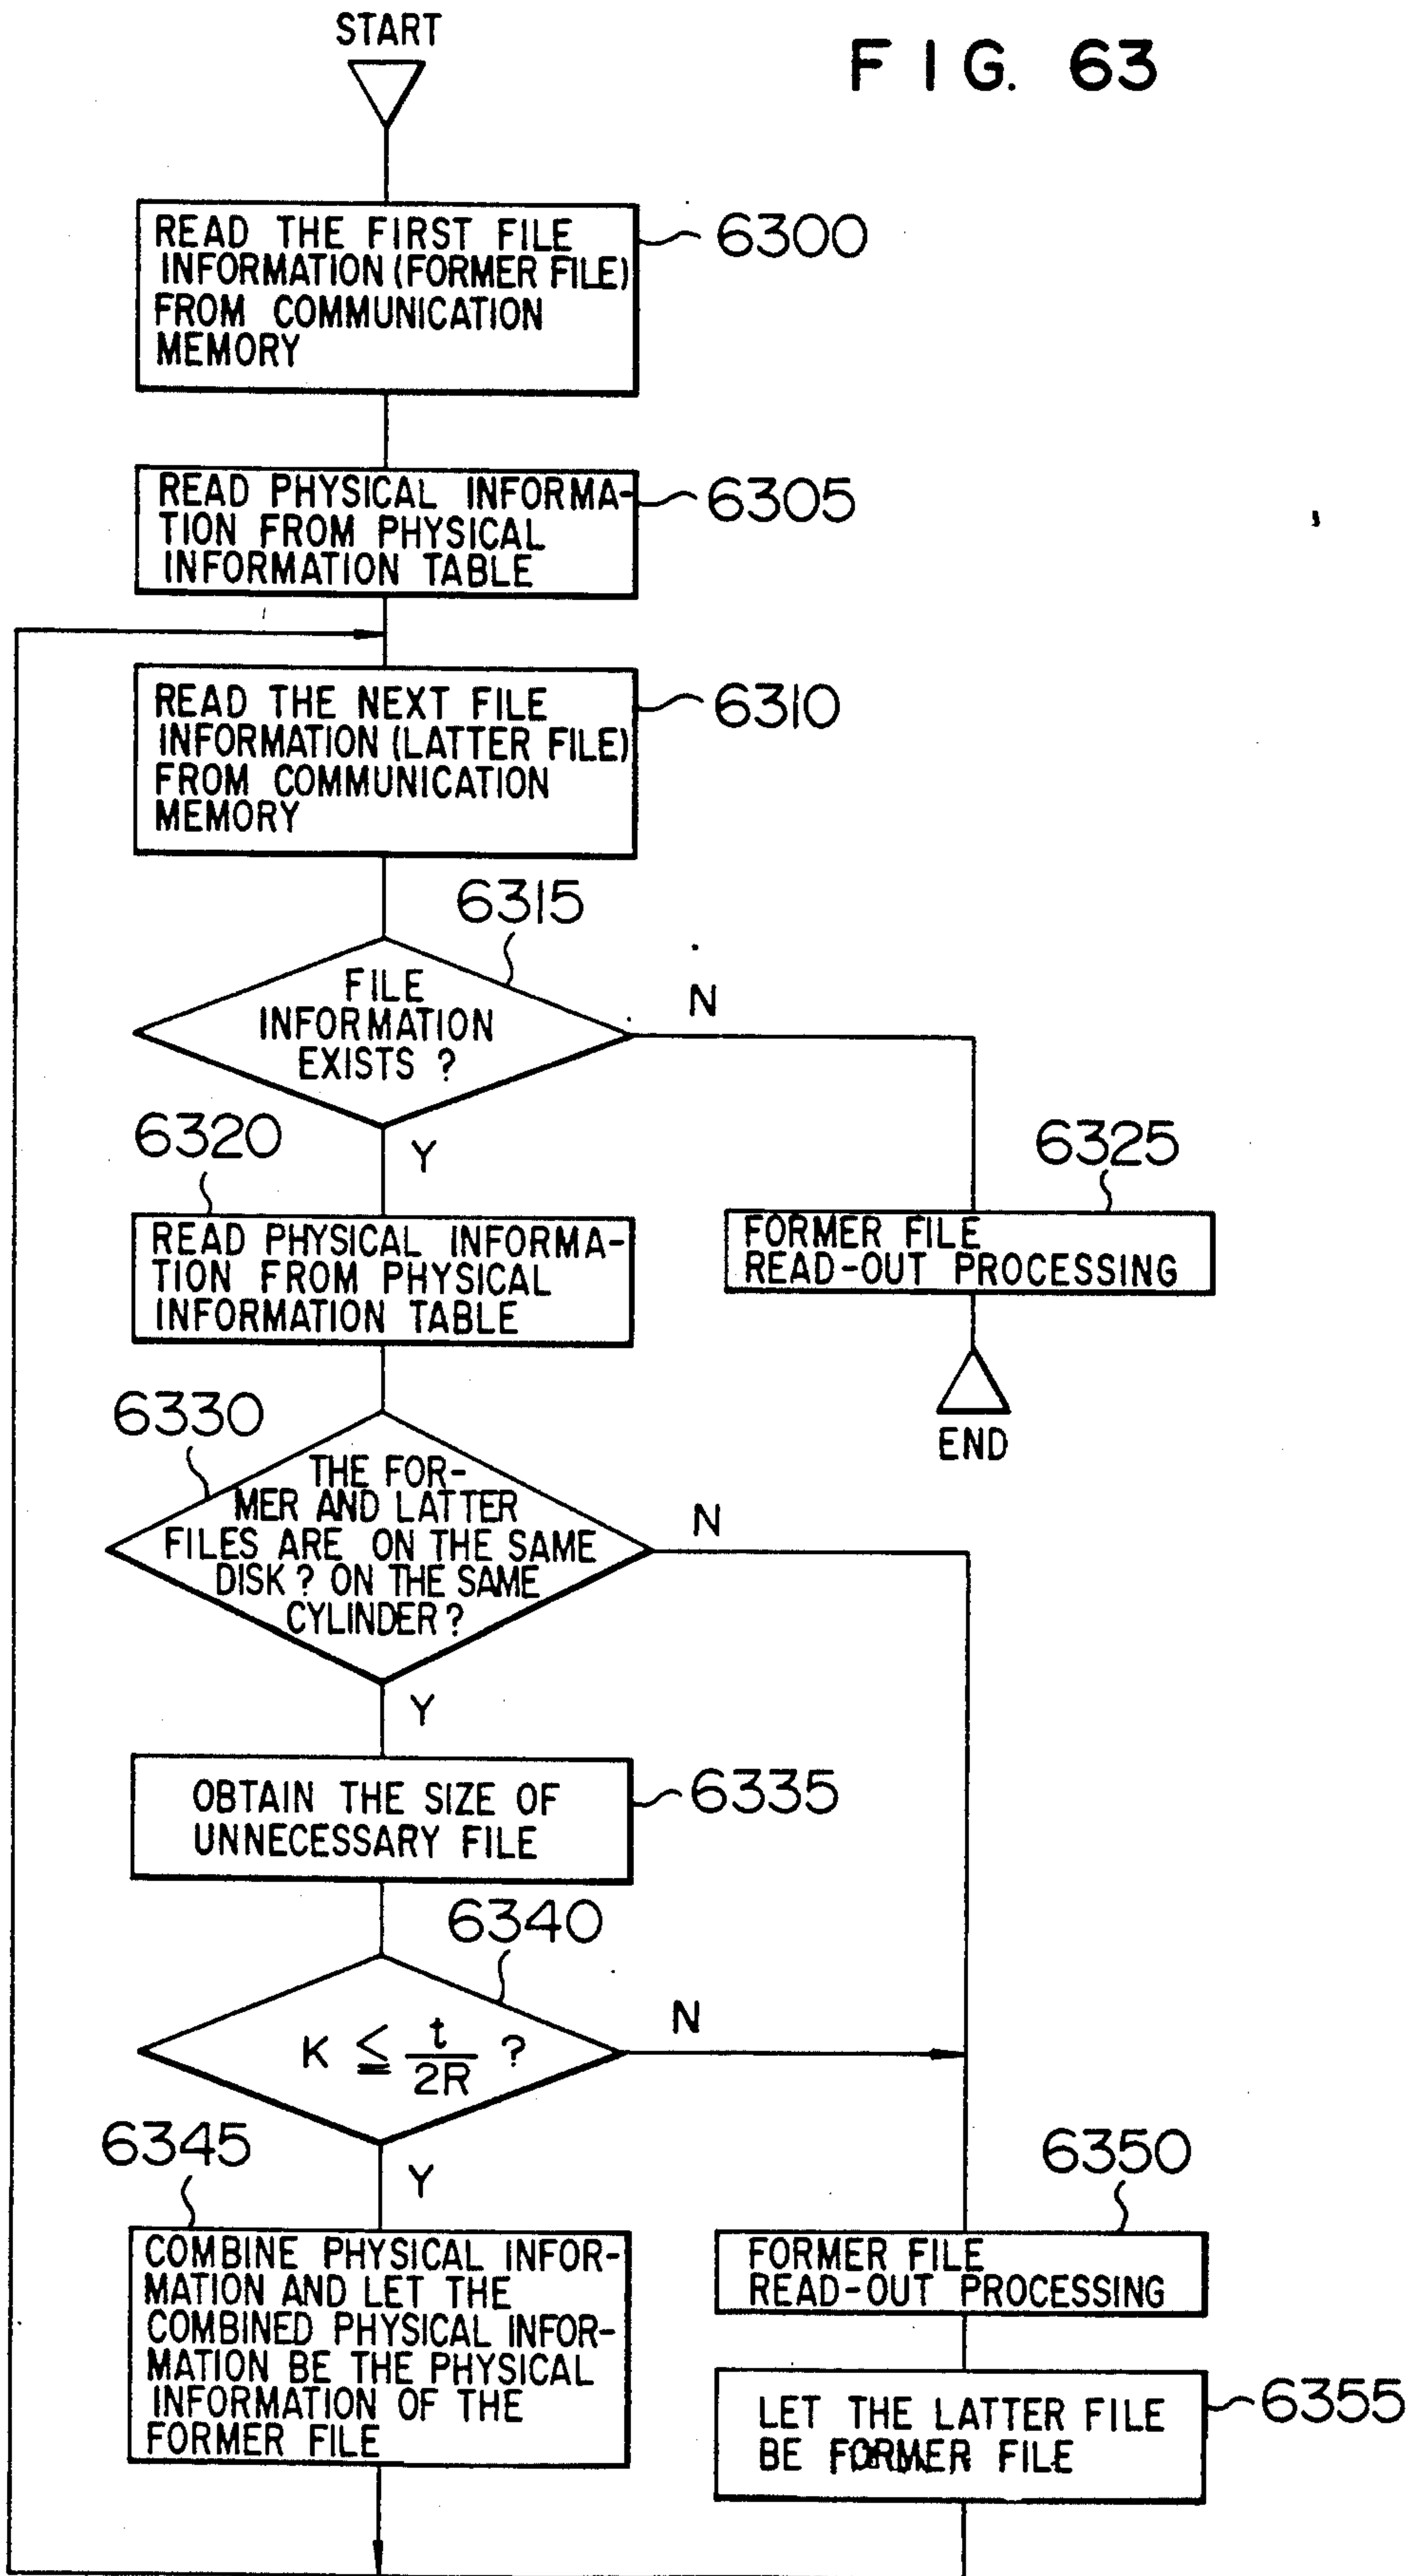 START
F I G. 63
READ THE FIRST FILE
INFORMATION (FORMER FILE)
FROM COMMUNICATION
MEMORY
6300
READ PHYSICAL INFORMA-
TION FROM PHYSICAL
INFORMATION TABLE
6305
READ THE NEXT FILE
INFORMATION (LATTER FILE)
FROM COMMUNICATION
MEMORY
6310
6315
FILE
INFORMATION
EXISTS ?
N
Y
6320
READ PHYSICAL INFORMA-
TION FROM PHYSICAL
INFORMATION TABLE
6325
FORMER FILE
READ-OUT PROCESSING
END
6330
THE FOR-
MER AND LATTER
FILES ARE ON THE SAME
DISK ? ON THE SAME
CYLINDER ?
N
Y
OBTAIN THE SIZE OF
UNNECESSARY FILE
6335
6340
K ≦ t/2R ?
N
Y
6345
COMBINE PHYSICAL INFOR-
MATION AND LET THE
COMBINED PHYSICAL INFOR-
MATION BE THE PHYSICAL
INFORMATION OF THE
FORMER FILE
6350
FORMER FILE
READ-OUT PROCESSING
LET THE LATTER FILE
BE FORMER FILE
6355